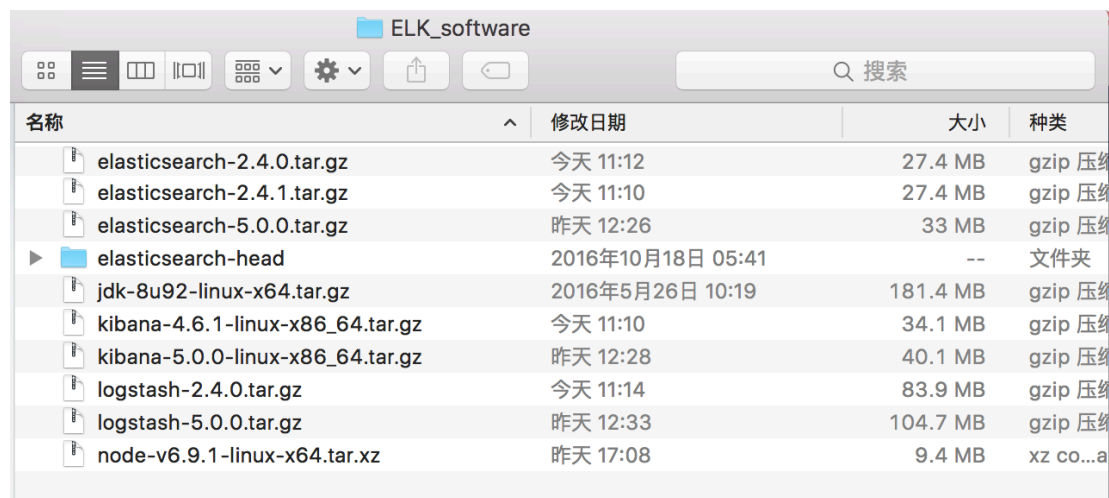 ELK_software
搜索
名称 修改日期 大小 种类
elasticsearch-2.4.0.tar.gz 今天 11:12 27.4 MB gzip 压缩
elasticsearch-2.4.1.tar.gz 今天 11:10 27.4 MB gzip 压缩
elasticsearch-5.0.0.tar.gz 昨天 12:26 33 MB gzip 压缩
elasticsearch-head 2016年10月18日 05:41 -- 文件夹
jdk-8u92-linux-x64.tar.gz 2016年5月26日 10:19 181.4 MB gzip 压缩
kibana-4.6.1-linux-x86_64.tar.gz 今天 11:10 34.1 MB gzip 压缩
kibana-5.0.0-linux-x86_64.tar.gz 昨天 12:28 40.1 MB gzip 压缩
logstash-2.4.0.tar.gz 今天 11:14 83.9 MB gzip 压缩
logstash-5.0.0.tar.gz 昨天 12:33 104.7 MB gzip 压缩
node-v6.9.1-linux-x64.tar.xz 昨天 17:08 9.4 MB xz co...a